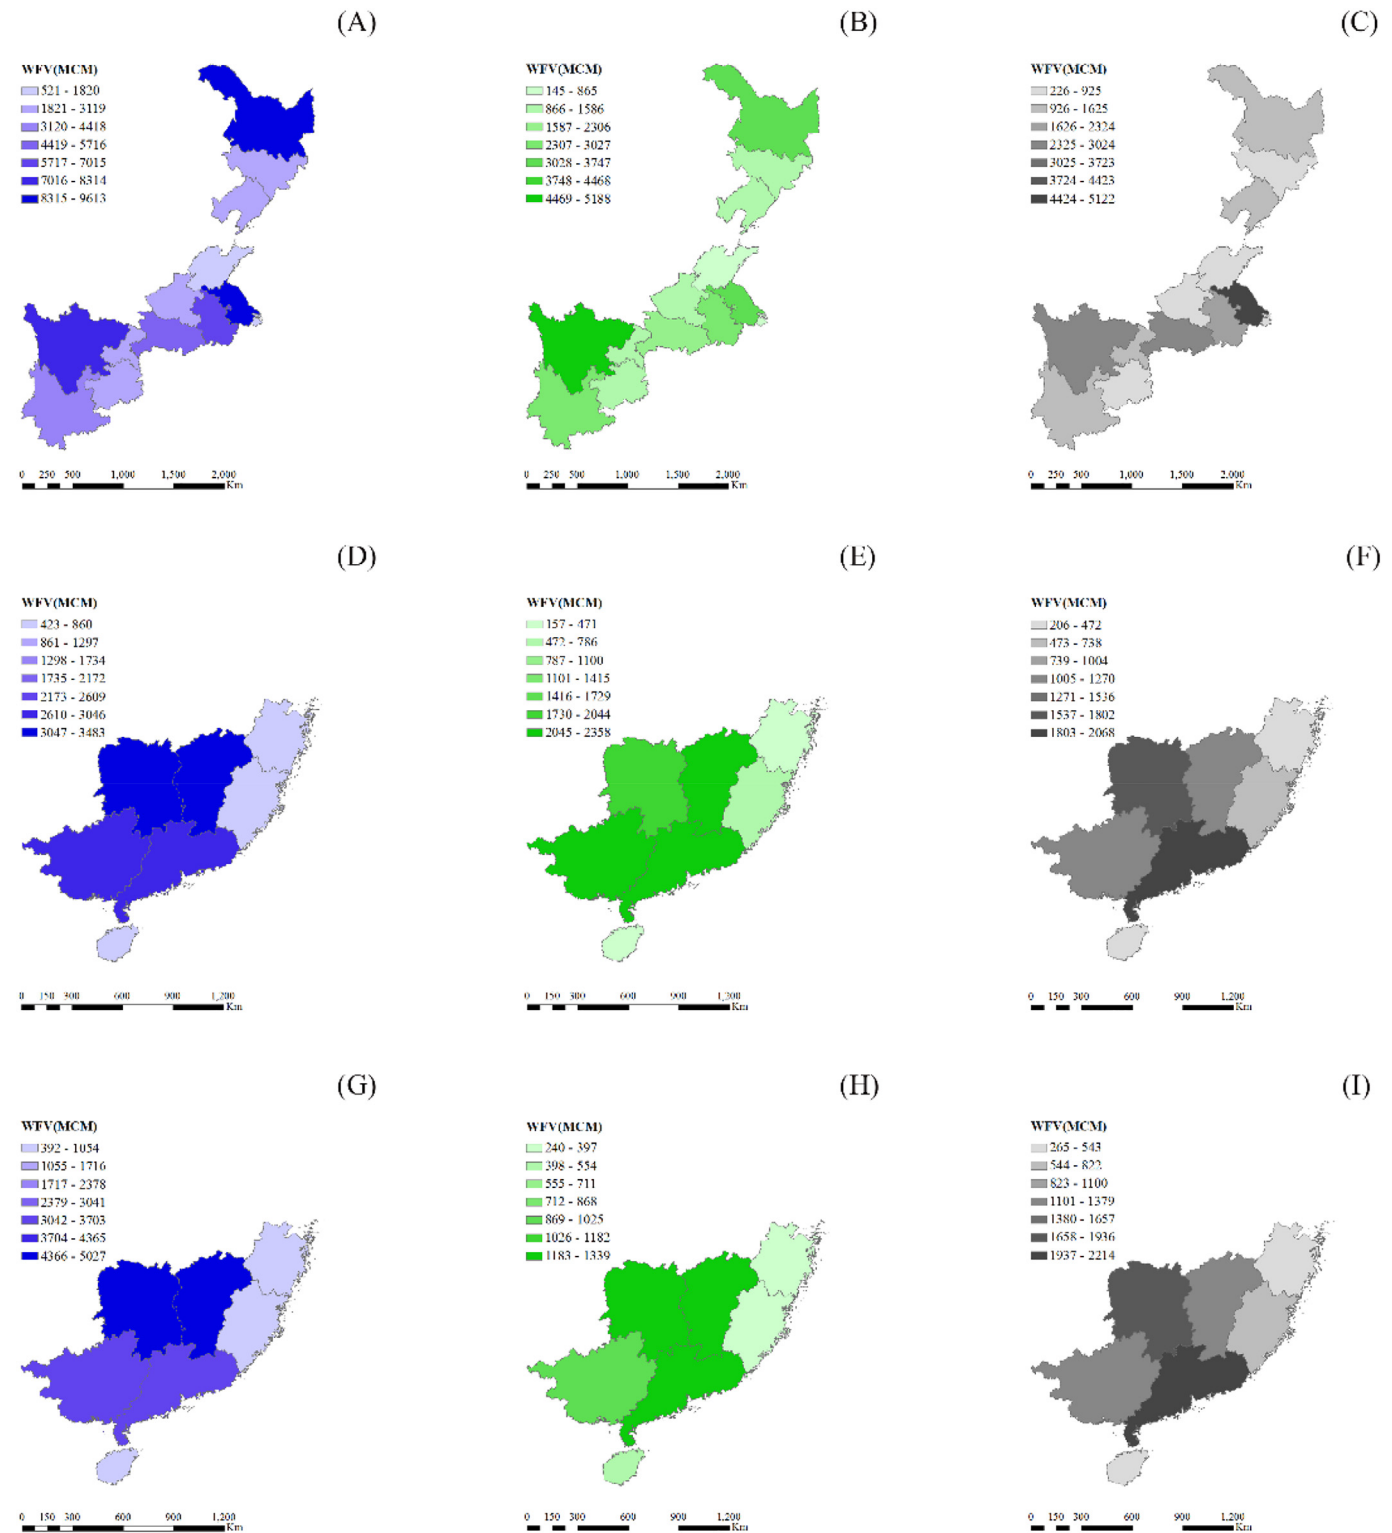 (A)
WFV(MCM)
521 - 1820
1821 - 3119
3120 - 4418
4419 - 5716
5717 - 7015
7016 - 8314
8315 - 9613
0 250 500 1,000 1,500 2,000
Km
(B)
WFV(MCM)
145 - 865
866 - 1586
1587 - 2306
2307 - 3027
3028 - 3747
3748 - 4468
4469 - 5188
0 250 500 1,000 1,500 2,000
Km
(C)
WFV(MCM)
226 - 925
926 - 1625
1626 - 2324
2325 - 3024
3025 - 3723
3724 - 4423
4424 - 5122
0 250 500 1,000 1,500 2,000
Km
(D)
WFV(MCM)
423 - 860
861 - 1297
1298 - 1734
1735 - 2172
2173 - 2609
2610 - 3046
3047 - 3483
0 150 300 600 900 1,200
Km
(E)
WFV(MCM)
157 - 471
472 - 786
787 - 1100
1101 - 1415
1416 - 1729
1730 - 2044
2045 - 2358
0 150 300 600 900 1,200
Km
(F)
WFV(MCM)
206 - 472
473 - 738
739 - 1004
1005 - 1270
1271 - 1536
1537 - 1802
1803 - 2068
0 150 300 600 900 1,200
Km
(G)
WFV(MCM)
392 - 1054
1055 - 1716
1717 - 2378
2379 - 3041
3042 - 3703
3704 - 4365
4366 - 5027
0 150 300 600 900 1,200
Km
(H)
WFV(MCM)
240 - 397
398 - 554
555 - 711
712 - 868
869 - 1025
1026 - 1182
1183 - 1339
0 150 300 600 900 1,200
Km
(I)
WFV(MCM)
265 - 543
544 - 822
823 - 1100
1101 - 1379
1380 - 1657
1658 - 1936
1937 - 2214
0 150 300 600 900 1,200
Km